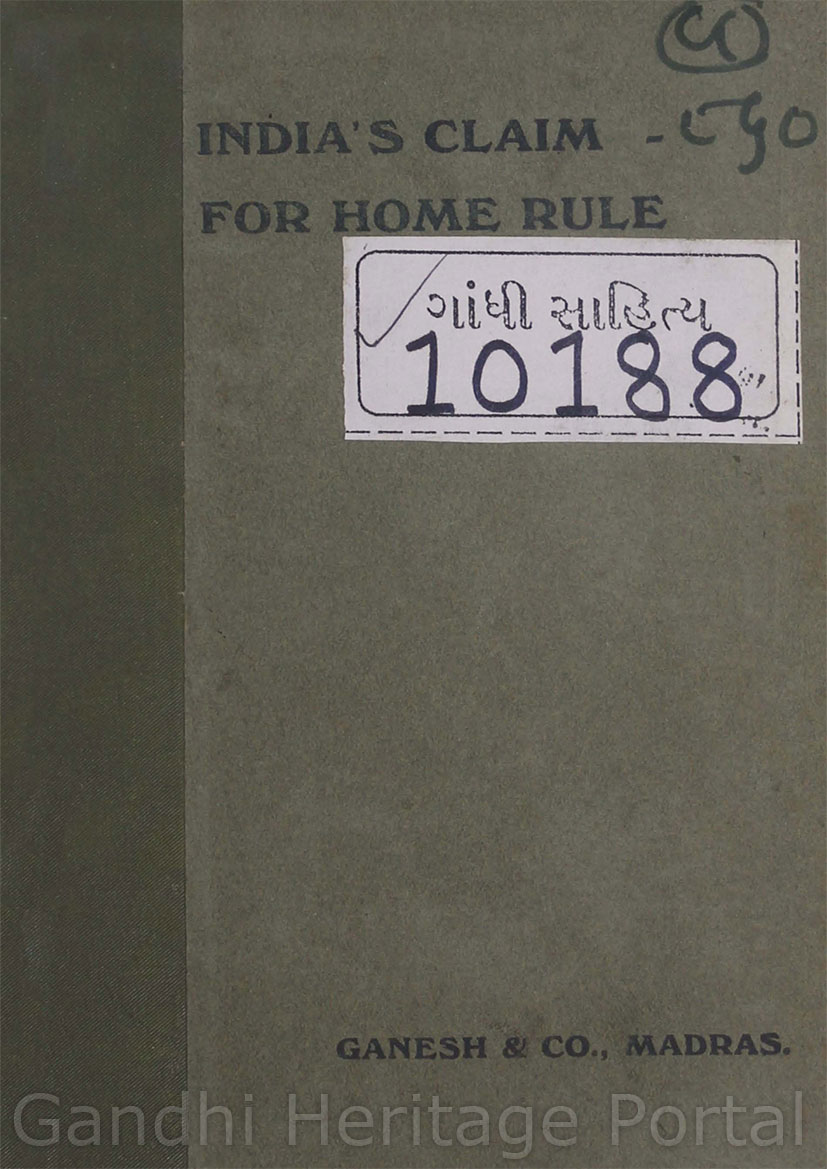 INDIA'S CLAIM
FOR HOME RULE
ગાંધી સાહિત્ય
10188
GANESH & CO., MADRAS.
Gandhi Heritage Portal